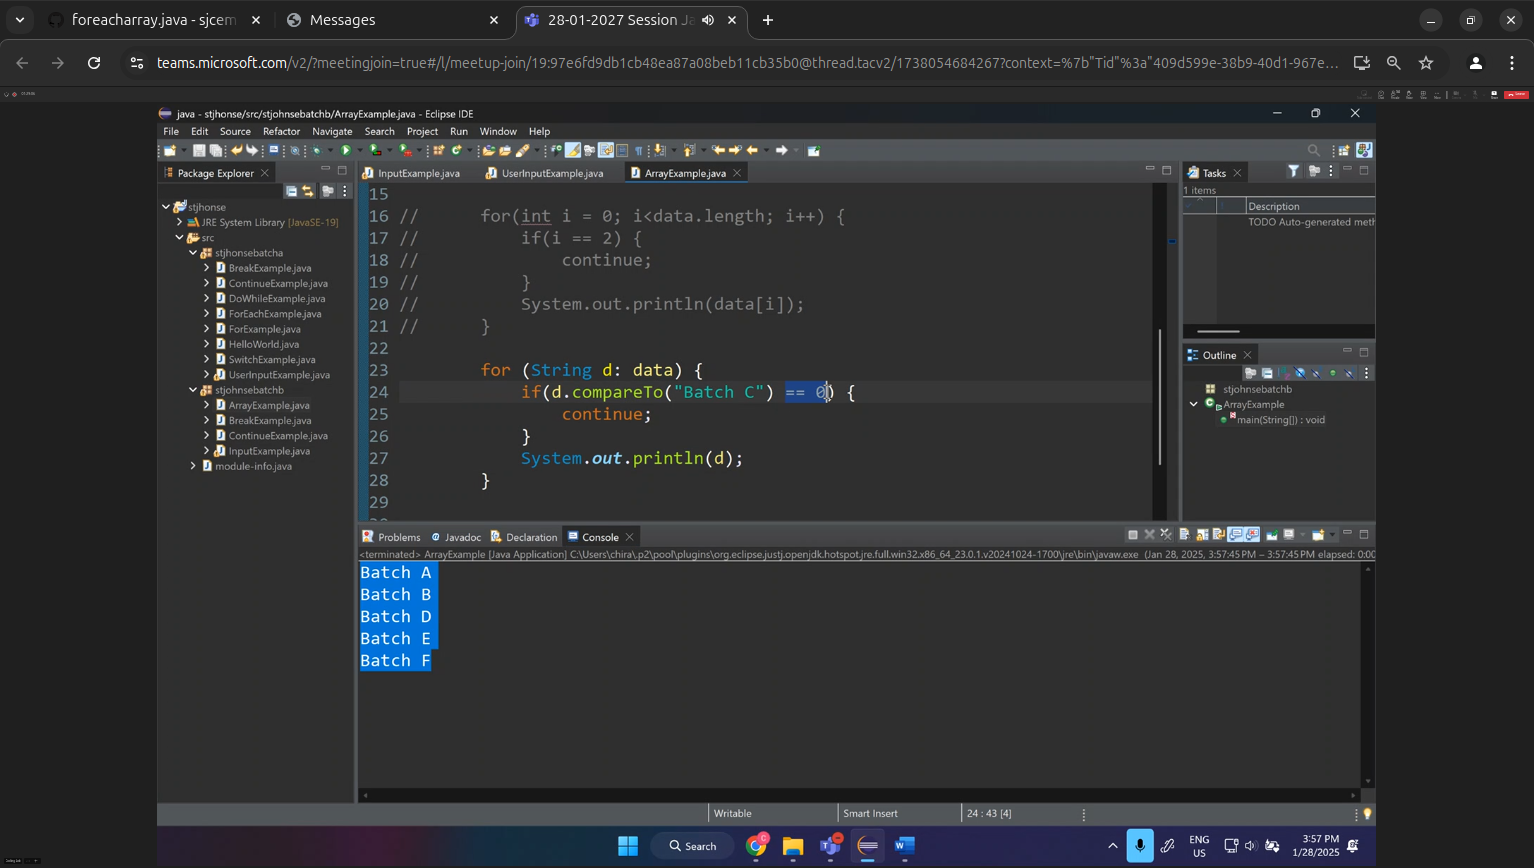 foreacharray.java - sjcem
Messages
28-01-2027 Session Ja
teams.microsoft.com/v2/?meetingjoin=true#/l/meetup-join/19:97e6fd9db1cb48ea87a08beb11cb35b0@thread.tacv2/1738054684267?context=%7b"Tid"%3a"409d599e-38b9-40d1-967e...
java - stjhonse/src/stjohnsebatchb/ArrayExample.java - Eclipse IDE
File Edit Source Refactor Navigate Search Project Run Window Help
Package Explorer
InputExample.java UserInputExample.java ArrayExample.java
stjhonse
JRE System Library [JavaSE-19]
src
stjhonsebatcha
BreakExample.java
ContinueExample.java
DoWhileExample.java
ForEachExample.java
ForExample.java
HelloWorld.java
SwitchExample.java
UserInputExample.java
stjohnsebatchb
ArrayExample.java
BreakExample.java
ContinueExample.java
InputExample.java
module-info.java
15
16 // for(int i = 0; i<data.length; i++) {
17 // if(i == 2) {
18 // continue;
19 // }
20 // System.out.println(data[i]);
21 // }
22
23 for (String d: data) {
24 if(d.compareTo("Batch C") == 0) {
25 continue;
26 }
27 System.out.println(d);
28 }
29
Tasks
1 items
Description
TODO Auto-generated meth
Outline
stjohnsebatchb
ArrayExample
main(String[]) : void
Problems Javadoc Declaration Console
<terminated> ArrayExample [Java Application] C:\Users\chira\.p2\pool\plugins\org.eclipse.justj.openjdk.hotspot.jre.full.win32.x86_64_23.0.1.v20241024-1700\jre\bin\javaw.exe (Jan 28, 2025, 3:57:45 PM – 3:57:45 PM elapsed: 0:00
Batch A
Batch B
Batch D
Batch E
Batch F
Writable Smart Insert 24 : 43 [4]
Search
ENG
US
3:57 PM
1/28/2025